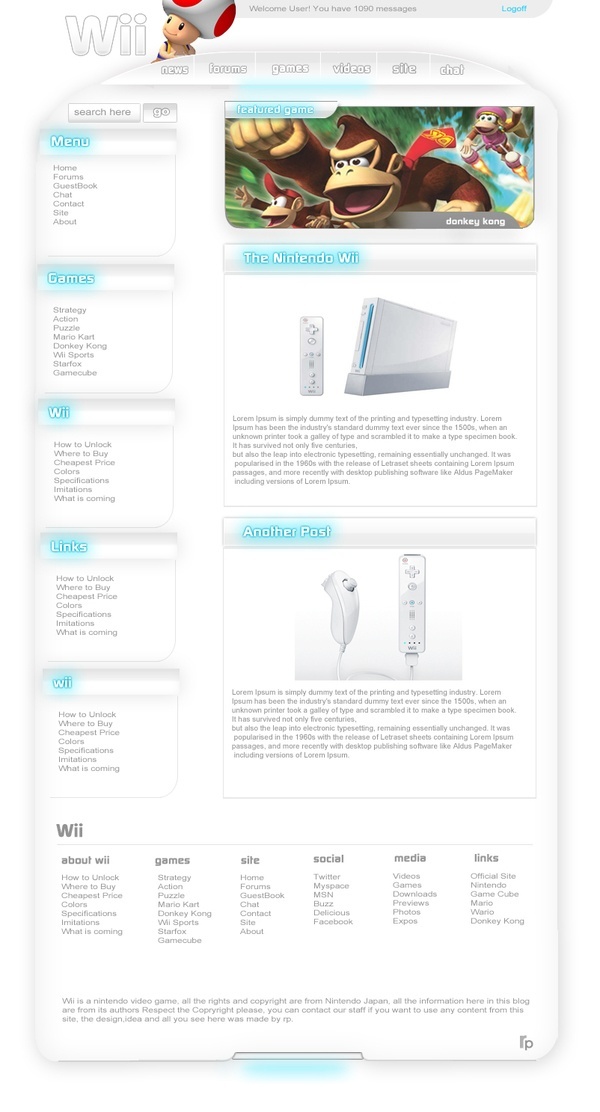 Welcome User! You have 1090 messages
Logoff
Wii
news
forums
games
videos
site
chat
search here
go
featured game
donkey kong
Menu
Home
Forums
GuestBook
Chat
Contact
Site
About
Games
Strategy
Action
Puzzle
Mario Kart
Donkey Kong
Wii Sports
Starfox
Gamecube
Wii
How to Unlock
Where to Buy
Cheapest Price
Colors
Specifications
Imitations
What is coming
Links
How to Unlock
Where to Buy
Cheapest Price
Colors
Specifications
Imitations
What is coming
wii
How to Unlock
Where to Buy
Cheapest Price
Colors
Specifications
Imitations
What is coming
The Nintendo Wii
Lorem Ipsum is simply dummy text of the printing and typesetting industry. Lorem
Ipsum has been the industry's standard dummy text ever since the 1500s, when an
unknown printer took a galley of type and scrambled it to make a type specimen book.
It has survived not only five centuries,
but also the leap into electronic typesetting, remaining essentially unchanged. It was
popularised in the 1960s with the release of Letraset sheets containing Lorem Ipsum
passages, and more recently with desktop publishing software like Aldus PageMaker
including versions of Lorem Ipsum.
Another Post
Wii
Lorem Ipsum is simply dummy text of the printing and typesetting industry. Lorem
Ipsum has been the industry's standard dummy text ever since the 1500s, when an
unknown printer took a galley of type and scrambled it to make a type specimen book.
It has survived not only five centuries,
but also the leap into electronic typesetting, remaining essentially unchanged. It was
popularised in the 1960s with the release of Letraset sheets containing Lorem Ipsum
passages, and more recently with desktop publishing software like Aldus PageMaker
including versions of Lorem Ipsum.
Wii
about wii
How to Unlock
Where to Buy
Cheapest Price
Colors
Specifications
Imitations
What is coming
games
Strategy
Action
Puzzle
Mario Kart
Donkey Kong
Wii Sports
Starfox
Gamecube
site
Home
Forums
GuestBook
Chat
Contact
Site
About
social
Twitter
Myspace
MSN
Buzz
Delicious
Facebook
media
Videos
Games
Downloads
Previews
Photos
Expos
links
Official Site
Nintendo
Game Cube
Mario
Wario
Donkey Kong
Wii is a nintendo video game, all the rights and copyright are from Nintendo Japan, all the information here in this blog
are from its authors Respect the Copyright please, you can contact our staff if you want to use any content from this
site, the design,idea and all you see here was made by rp.
rp